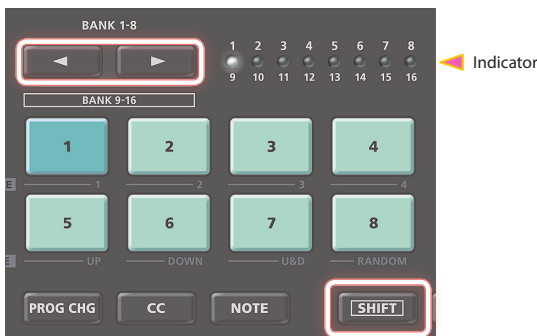 BANK 1-8
◄ ►
1 2 3 4 5 6 7 8
Indicator
9 10 11 12 13 14 15 16
BANK 9-16
1 2 3 4
E 1 2 3 4
5 6 7 8
E UP DOWN U&D RANDOM
PROG CHG CC NOTE SHIFT